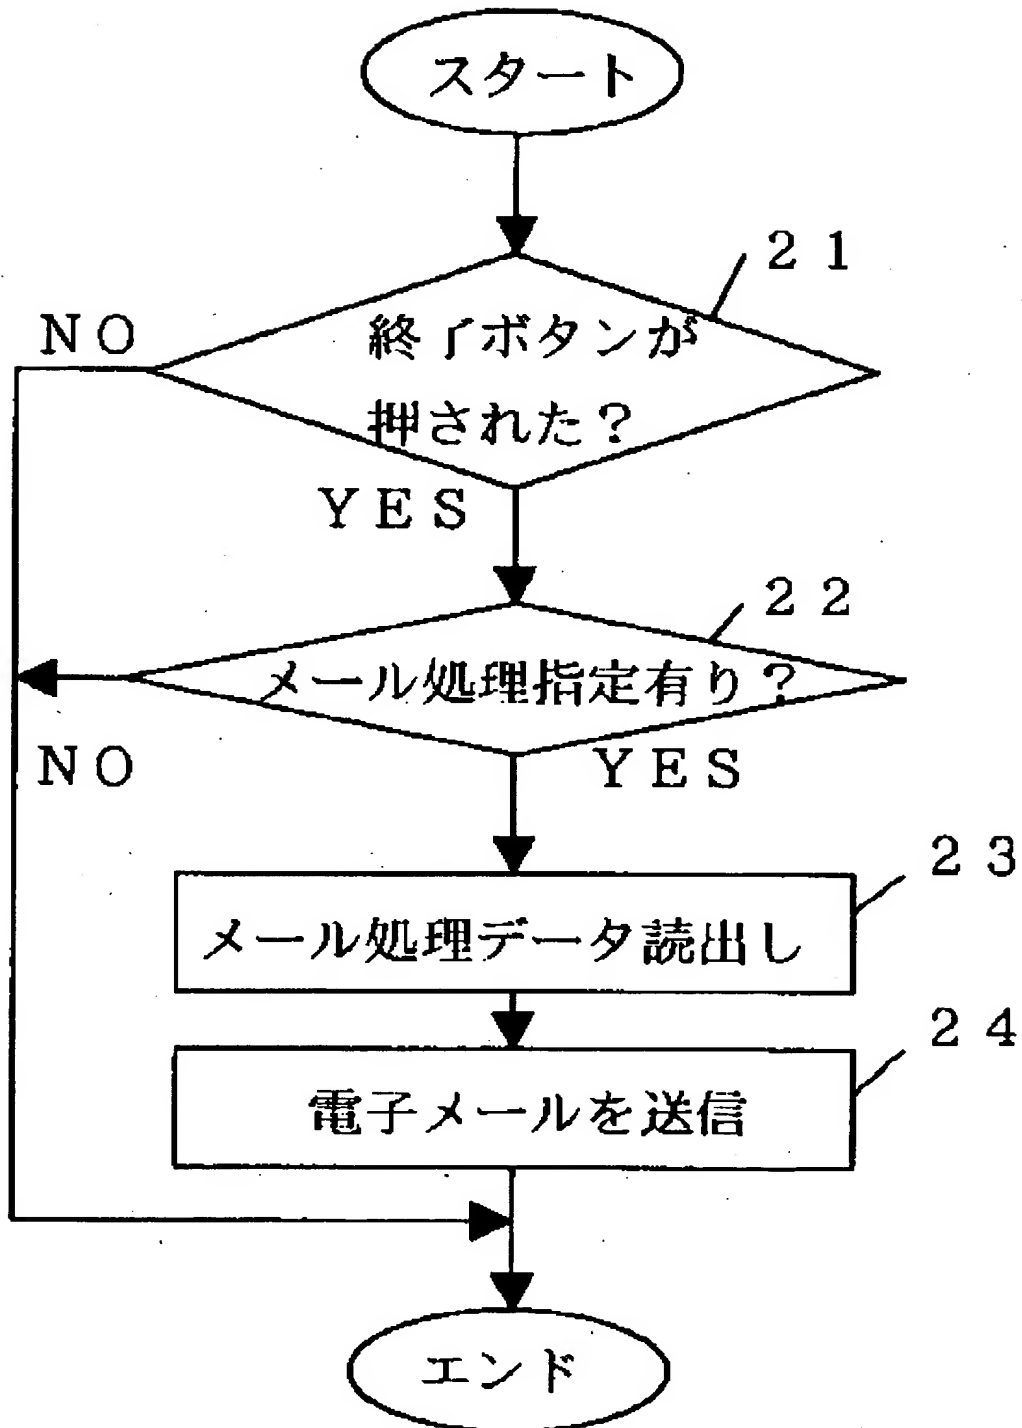 スタート
２１
ＮＯ
終了ボタンが
押された？
ＹＥＳ
２２
メール処理指定有り？
ＮＯ
ＹＥＳ
２３
メール処理データ読出し
２４
電子メールを送信
エンド